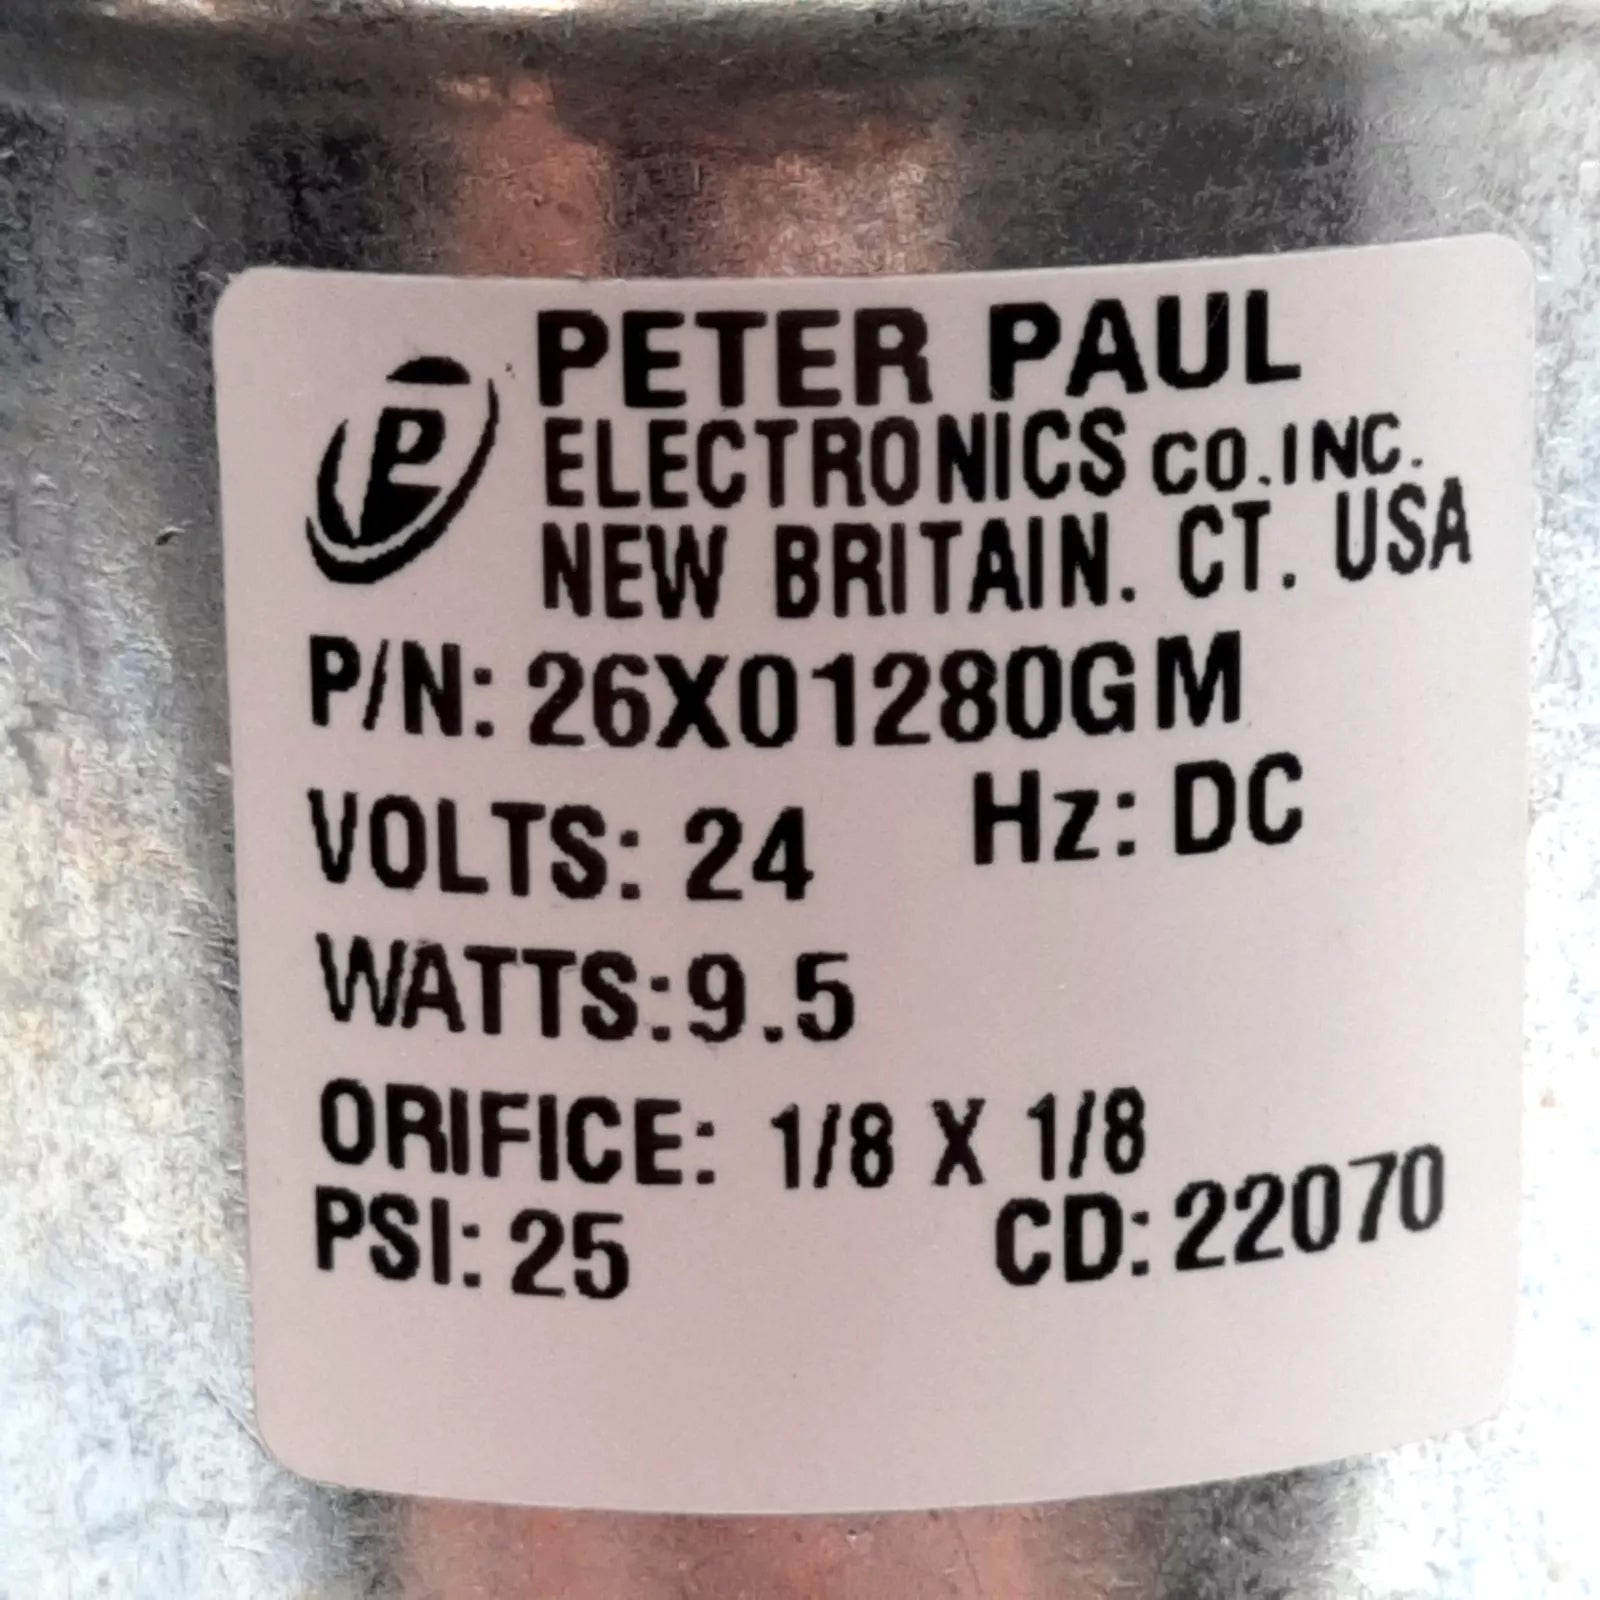 PETER PAUL
ELECTRONICS CO. INC.
NEW BRITAIN. CT. USA
P/N: 26X01280GM
VOLTS: 24 Hz: DC
WATTS: 9.5
ORIFICE: 1/8 X 1/8
PSI: 25 CD: 22070